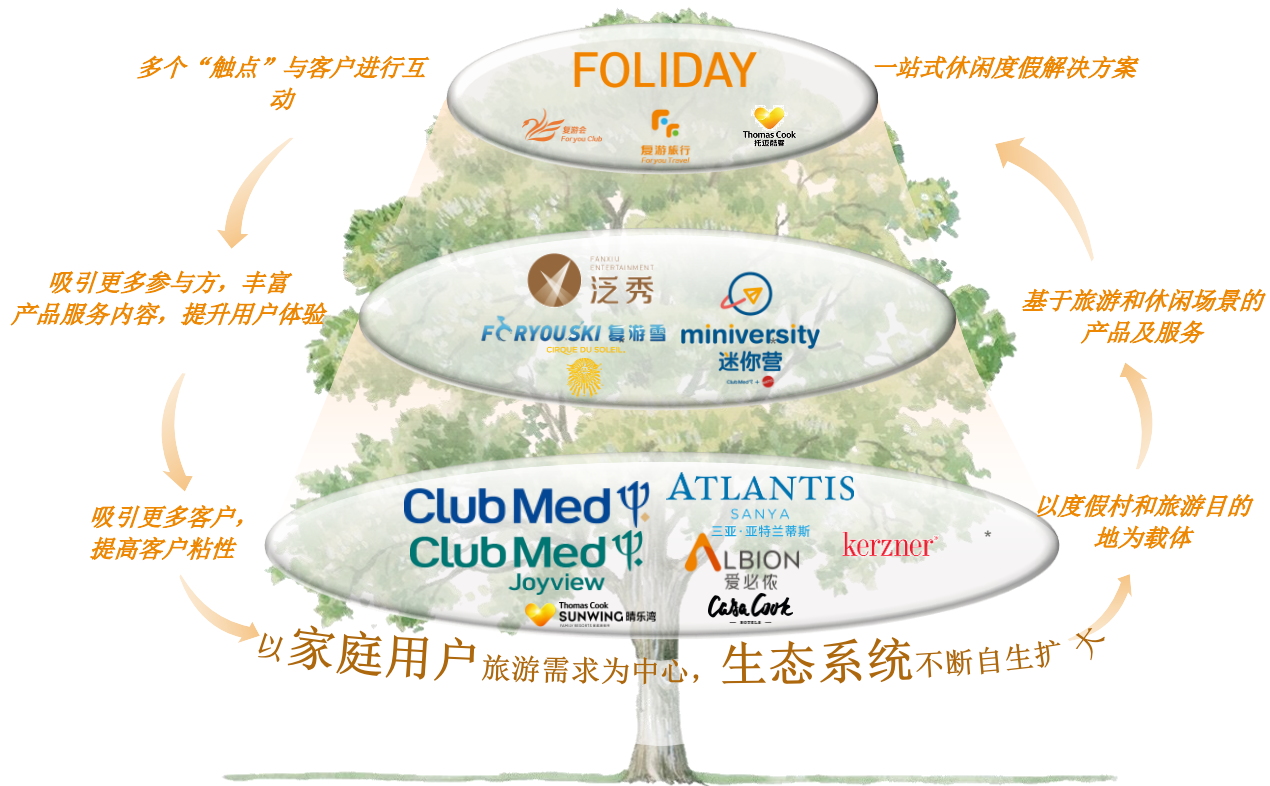 多个“触点”与客户进行互
动
FOLIDAY
复游会
Foryou Club
复游旅行
Foryou Travel
Thomas Cook
托迈酷客
一站式休闲度假解决方案
吸引更多参与方，丰富
产品服务内容，提升用户体验
FANXIU
ENTERTAINMENT
泛秀
FORYOU.SKI 复游雪
CIRQUE DU SOLEIL
miniversity
迷你营
Club Med +
基于旅游和休闲场景的
产品及服务
吸引更多客户，
提高客户粘性
Club Med
Club Med
Joyview
Thomas Cook
SUNWING 晴乐湾
ATLANTIS
SANYA
三亚·亚特兰蒂斯
ALBION
爱必侬
Casa Cook
HOTELS
kerzner
*
以度假村和旅游目的
地为载体
以家庭用户旅游需求为中心，生态系统不断自生扩大